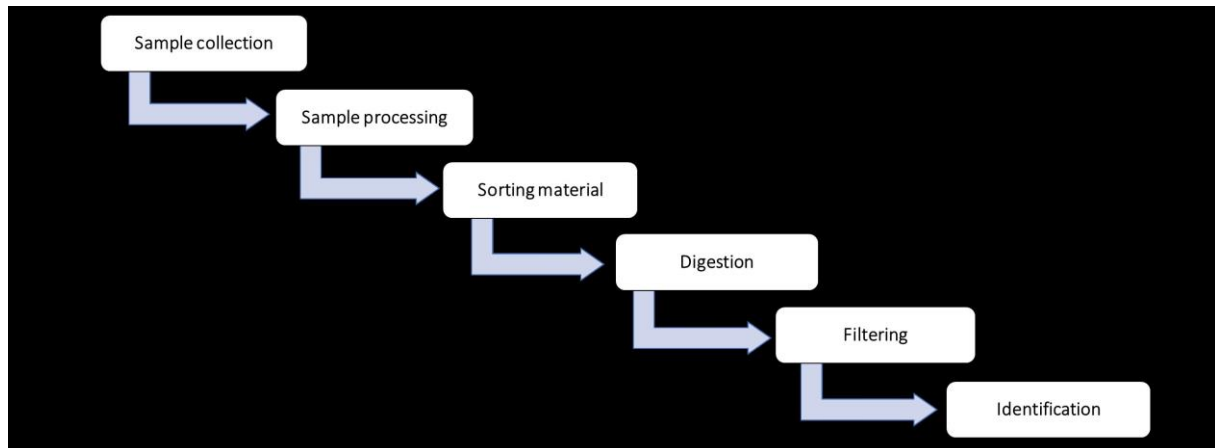 Sample collection
Sample processing
Sorting material
Digestion
Filtering
Identification